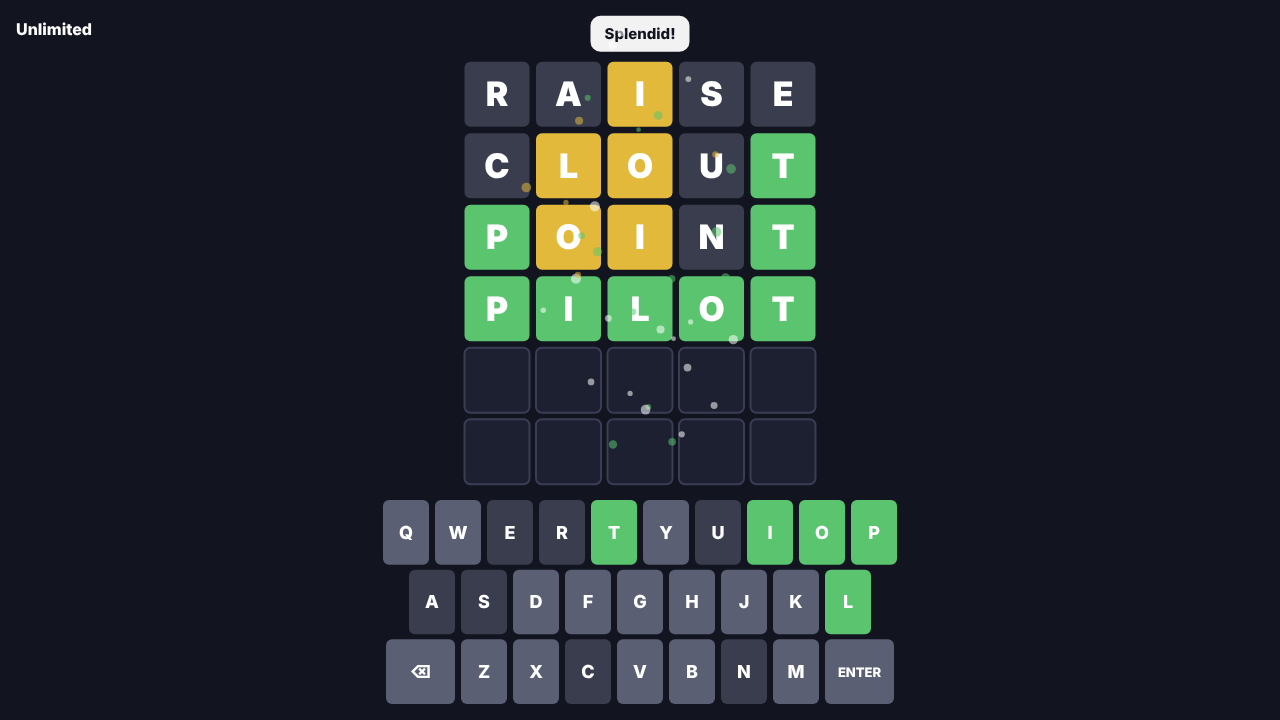 Unlimited
Splendid!
R A I S E
C L O U T
P O I N T
P I L O T
Q W E R T Y U I O P
A S D F G H J K L
Z X C V B N M ENTER